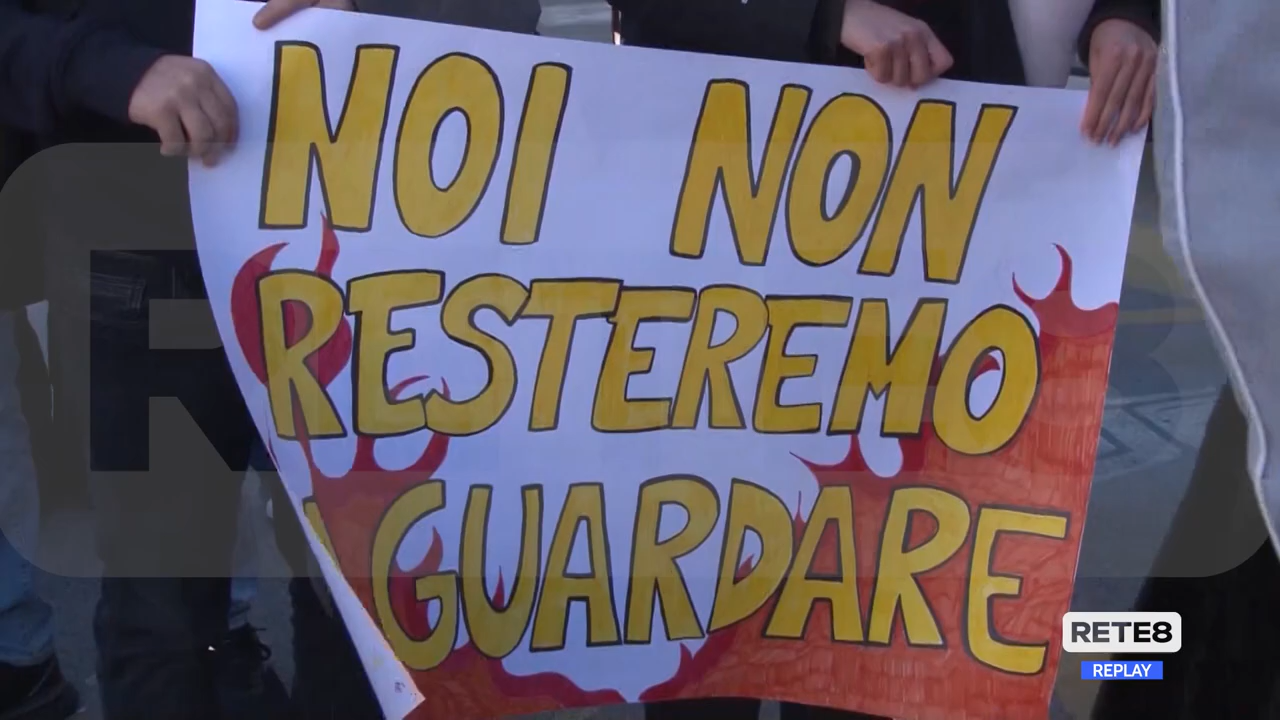 NOI NON
RESTEREMO
A GUARDARE
RETE8
REPLAY